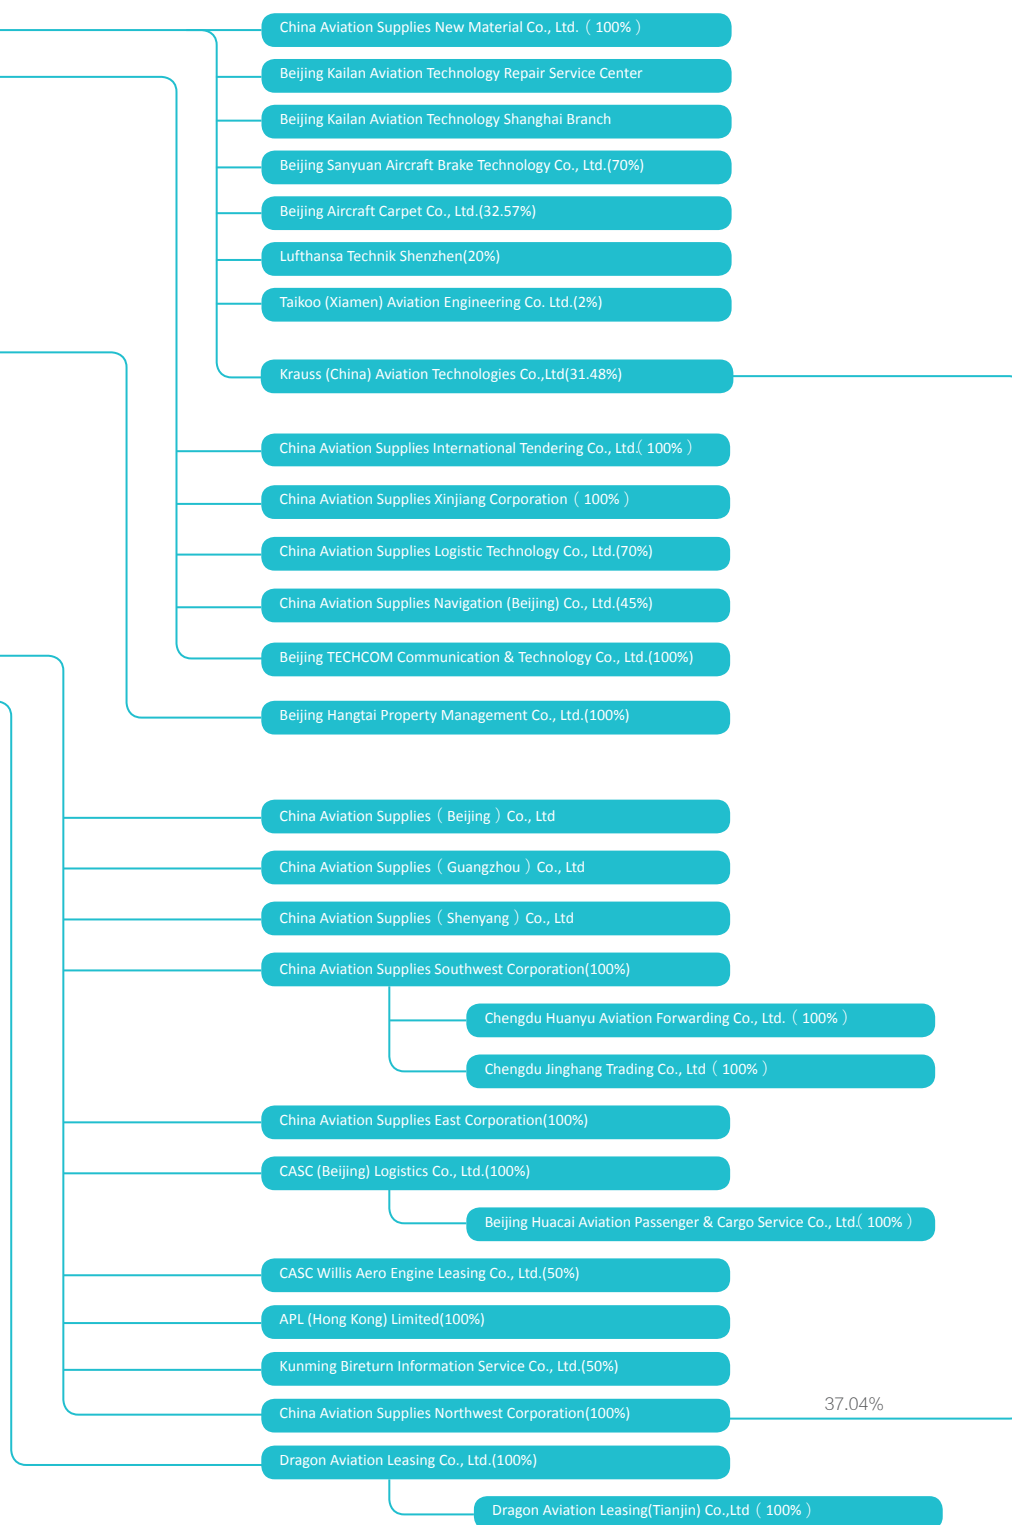 China Aviation Supplies New Material Co., Ltd.（100%）
Beijing Kailan Aviation Technology Repair Service Center
Beijing Kailan Aviation Technology Shanghai Branch
Beijing Sanyuan Aircraft Brake Technology Co., Ltd.(70%)
Beijing Aircraft Carpet Co., Ltd.(32.57%)
Lufthansa Technik Shenzhen(20%)
Taikoo (Xiamen) Aviation Engineering Co. Ltd.(2%)
Krauss (China) Aviation Technologies Co.,Ltd(31.48%)
China Aviation Supplies International Tendering Co., Ltd.（100%）
China Aviation Supplies Xinjiang Corporation（100%）
China Aviation Supplies Logistic Technology Co., Ltd.(70%)
China Aviation Supplies Navigation (Beijing) Co., Ltd.(45%)
Beijing TECHCOM Communication & Technology Co., Ltd.(100%)
Beijing Hangtai Property Management Co., Ltd.(100%)
China Aviation Supplies（Beijing）Co., Ltd
China Aviation Supplies（Guangzhou）Co., Ltd
China Aviation Supplies（Shenyang）Co., Ltd
China Aviation Supplies Southwest Corporation(100%)
Chengdu Huanyu Aviation Forwarding Co., Ltd.（100%）
Chengdu Jinghang Trading Co., Ltd（100%）
China Aviation Supplies East Corporation(100%)
CASC (Beijing) Logistics Co., Ltd.(100%)
Beijing Huacai Aviation Passenger & Cargo Service Co., Ltd.（100%）
CASC Willis Aero Engine Leasing Co., Ltd.(50%)
APL (Hong Kong) Limited(100%)
Kunming Bireturn Information Service Co., Ltd.(50%)
China Aviation Supplies Northwest Corporation(100%)
37.04%
Dragon Aviation Leasing Co., Ltd.(100%)
Dragon Aviation Leasing(Tianjin) Co.,Ltd（100%）